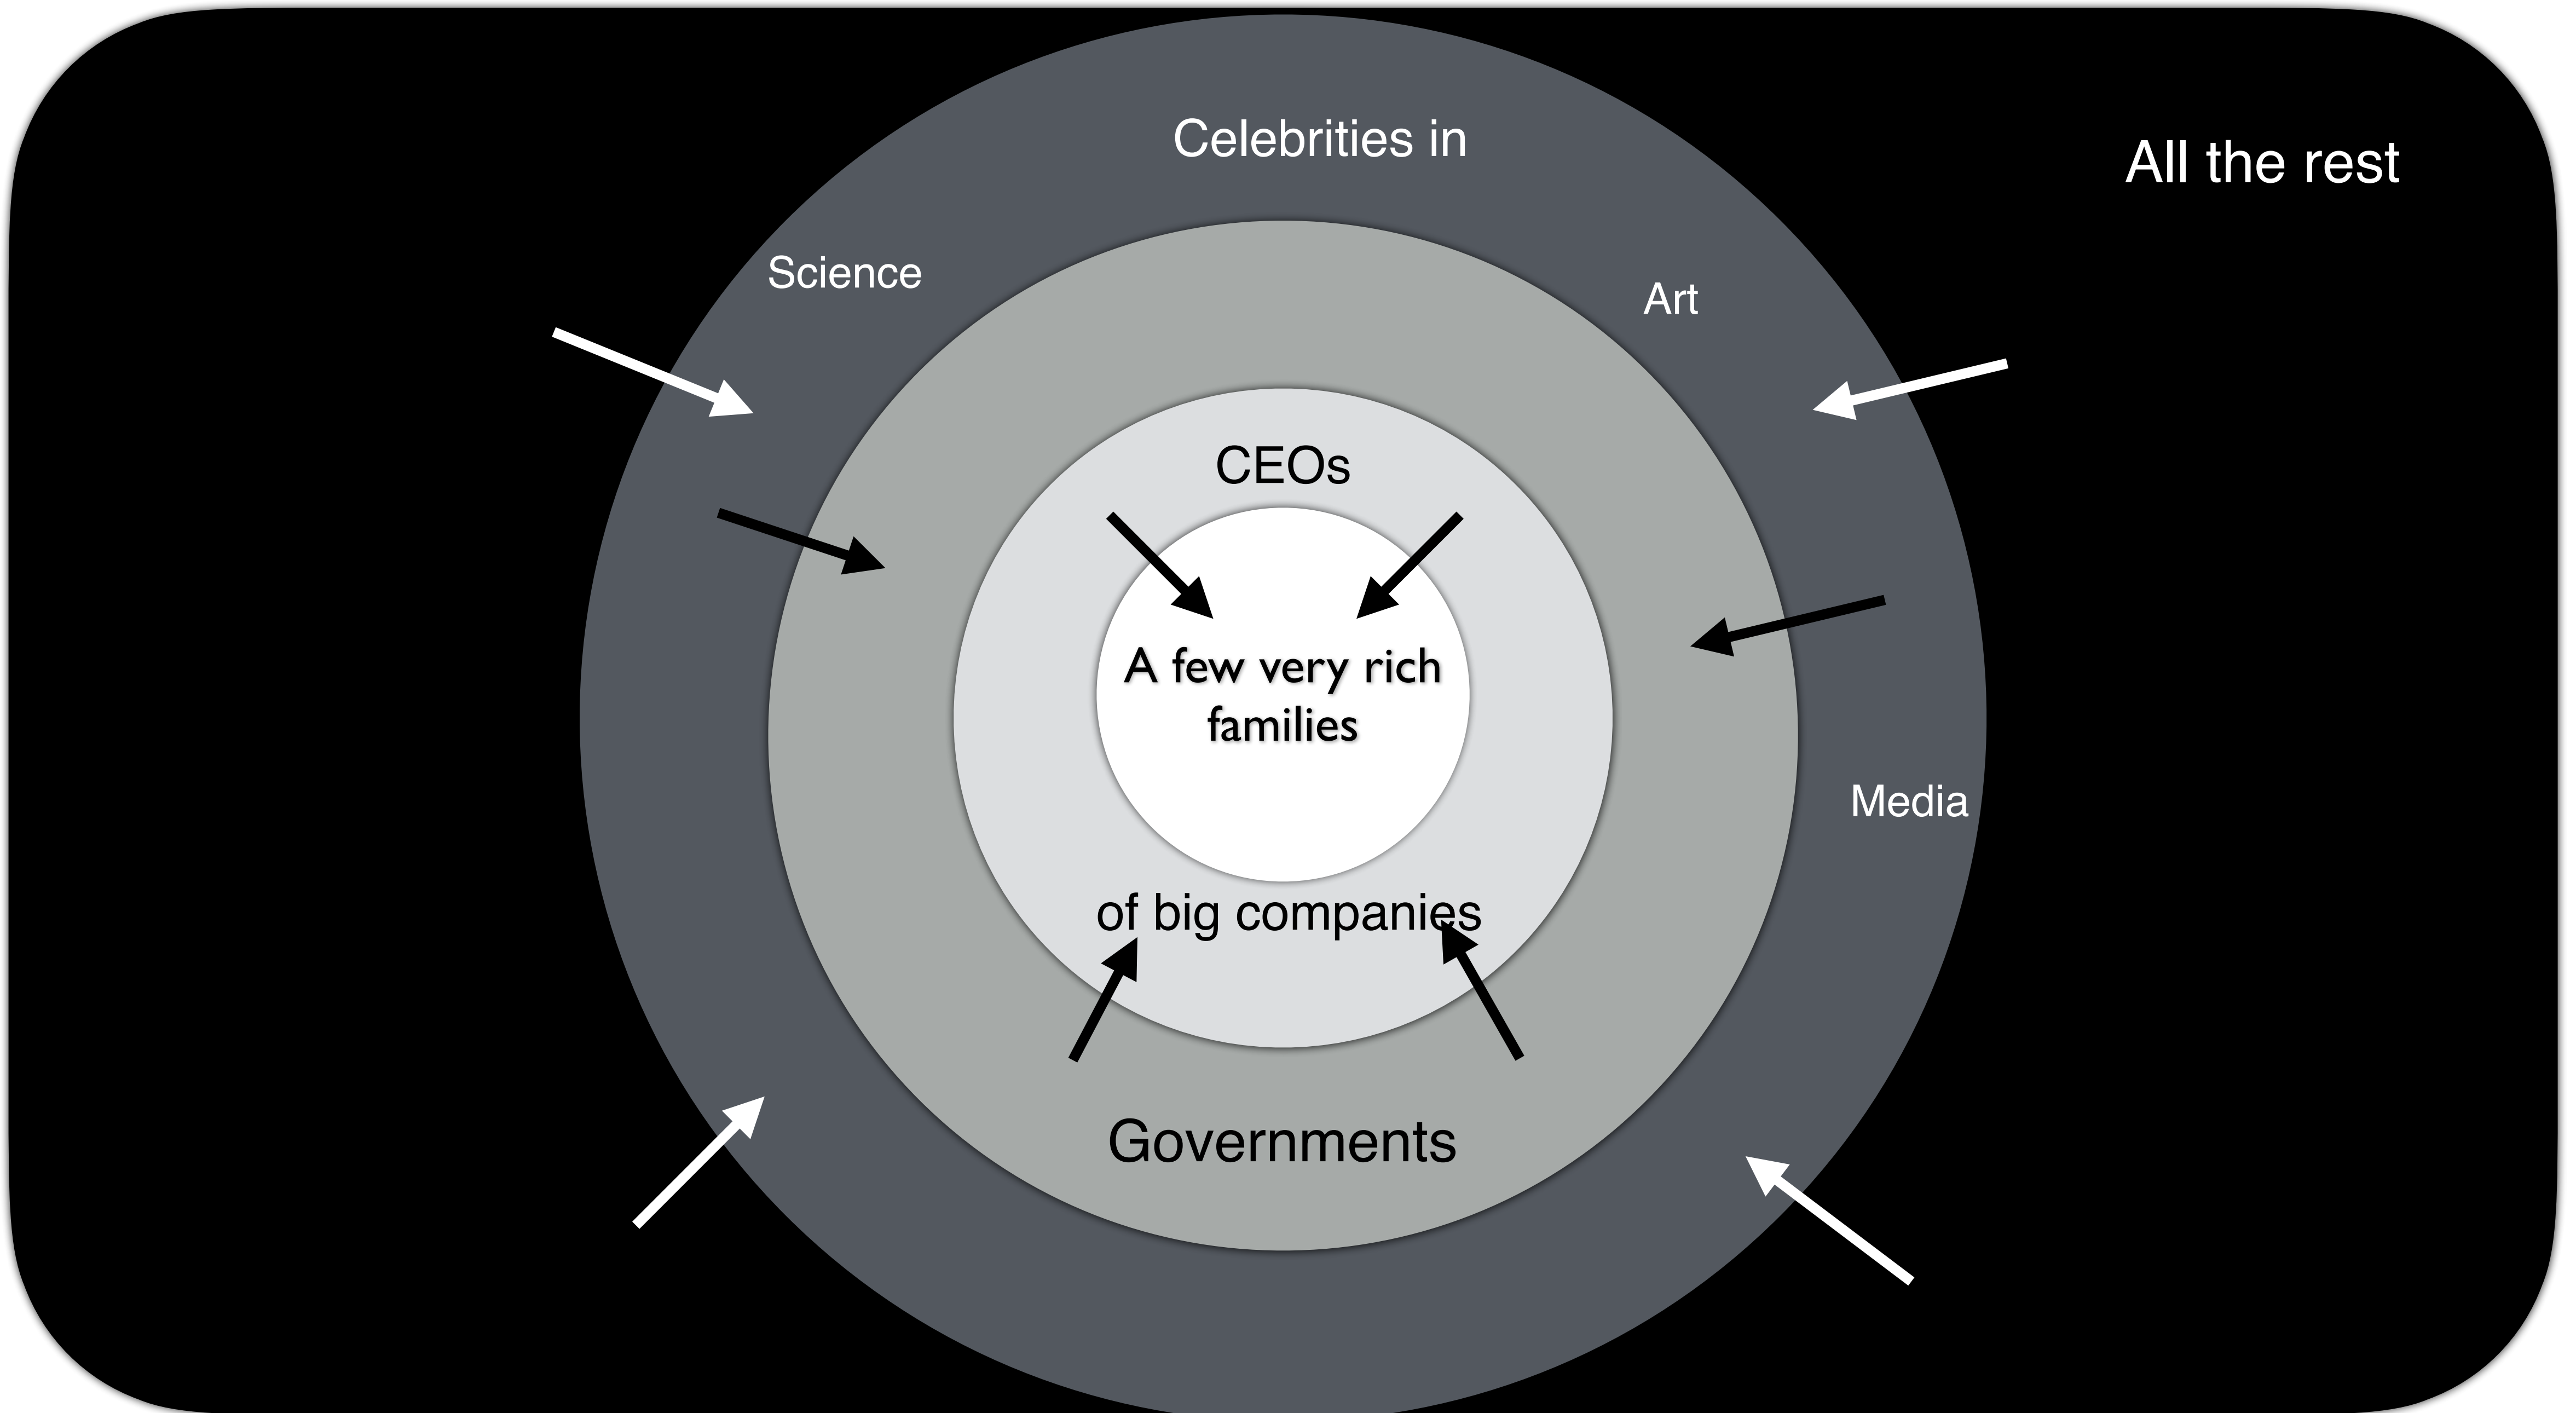 Celebrities in
All the rest
Science
Art
CEOs
A few very rich
families
Media
of big companies
Governments